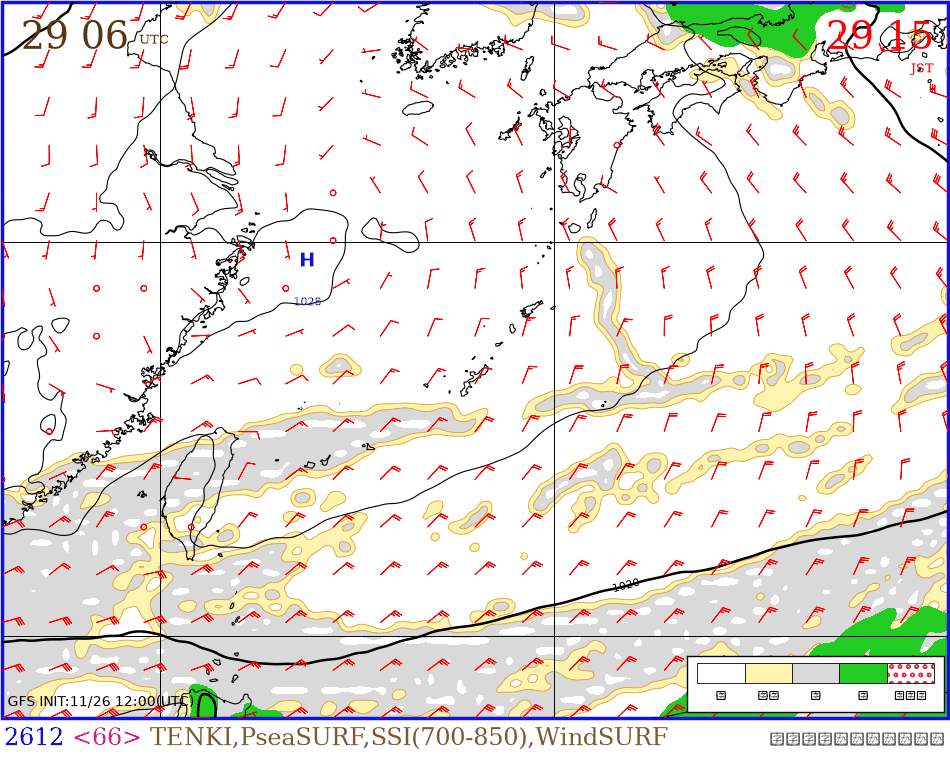 29 06 UTC
29 15
JST
H
1028
1020
GFS INIT:11/26 12:00(UTC)
2612 <66> TENKI,PseaSURF,SSI(700-850),WindSURF